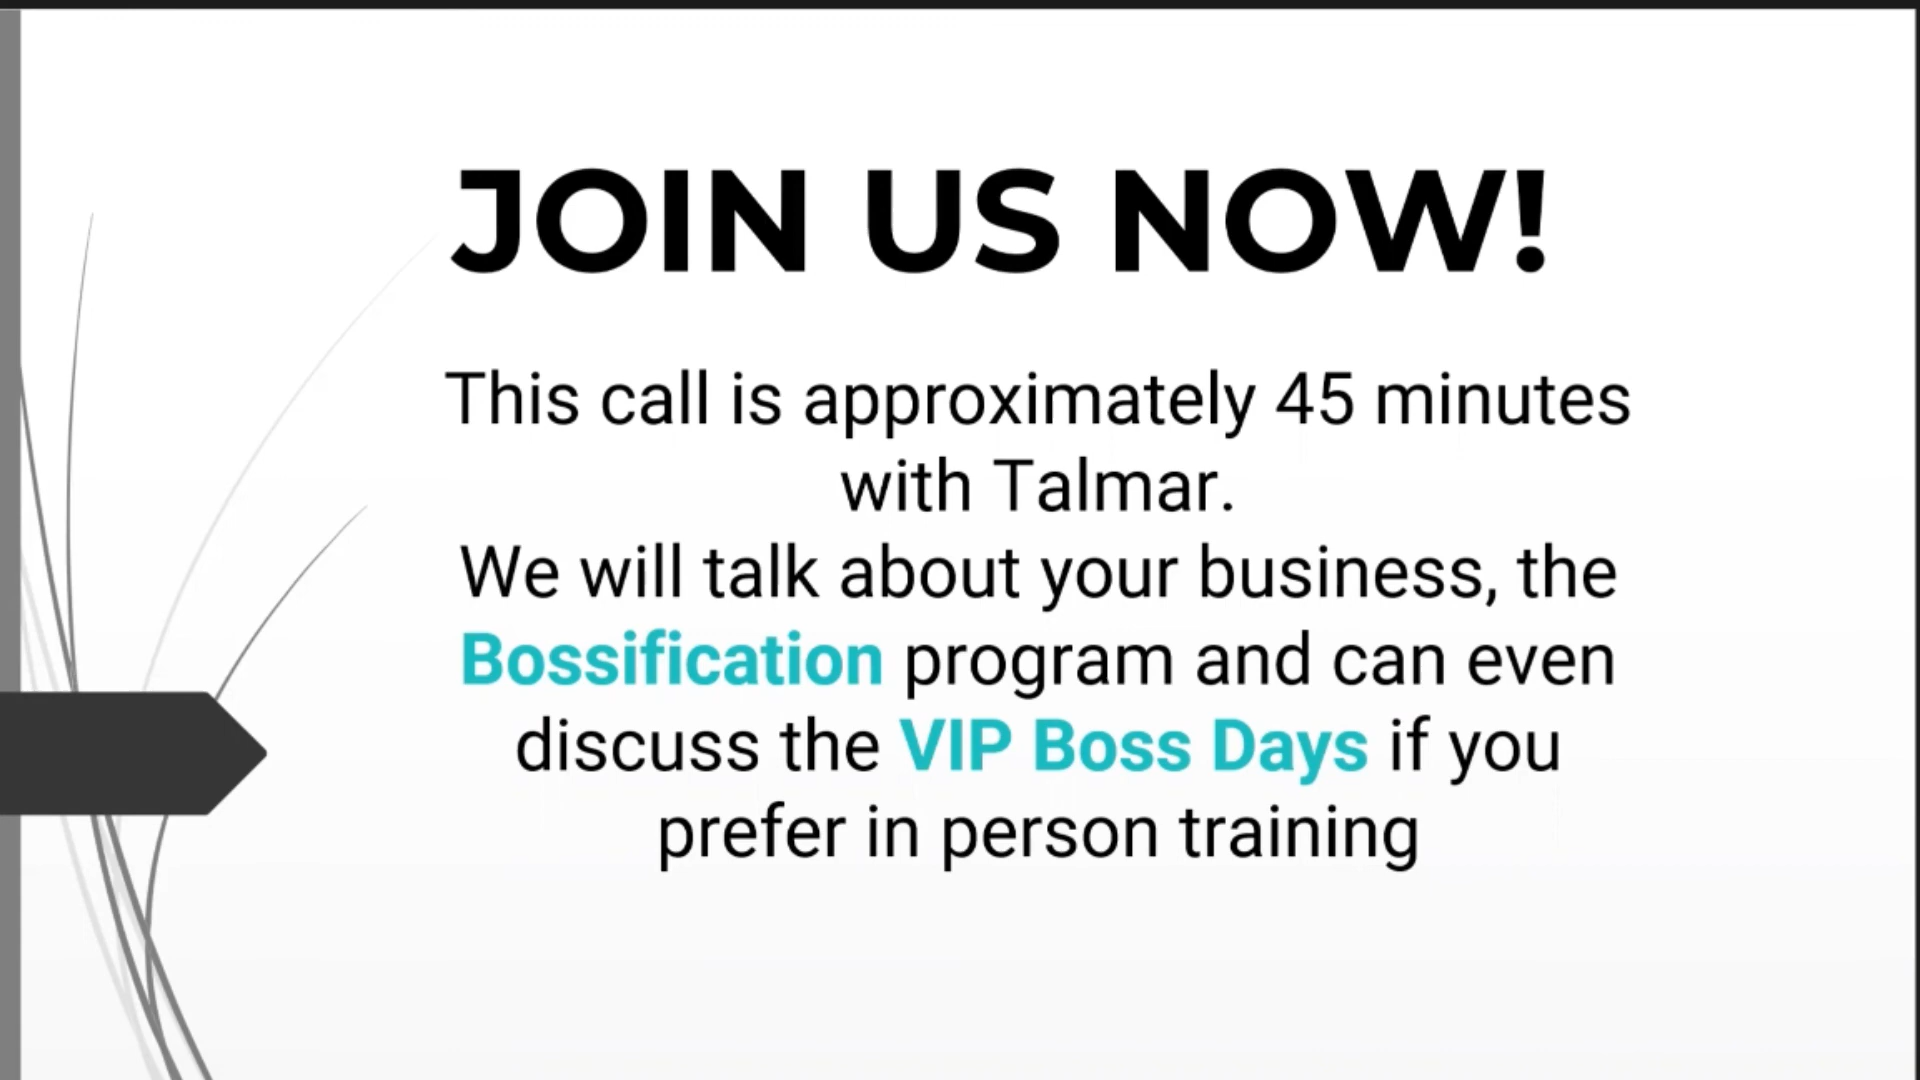 JOIN US NOW!
This call is approximately 45 minutes
with Talmar.
We will talk about your business, the
Bossification program and can even
discuss the VIP Boss Days if you
prefer in person training